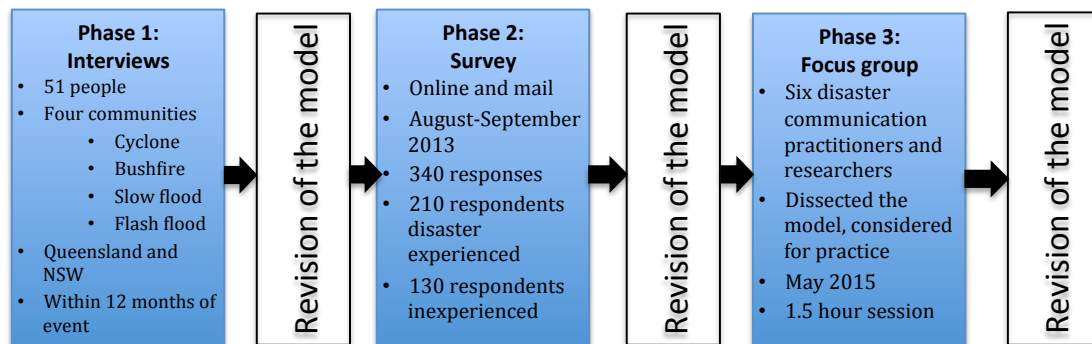 Phase 1:
Interviews
• 51 people
• Four communities
• Cyclone
• Bushfire
• Slow flood
• Flash flood
• Queensland and
NSW
• Within 12 months of
event
Revision of the model
Phase 2:
Survey
• Online and mail
• August-September
2013
• 340 responses
• 210 respondents
disaster
experienced
• 130 respondents
inexperienced
Revision of the model
Phase 3:
Focus group
• Six disaster
communication
practitioners and
researchers
• Dissected the
model, considered
for practice
• May 2015
• 1.5 hour session
Revision of the model